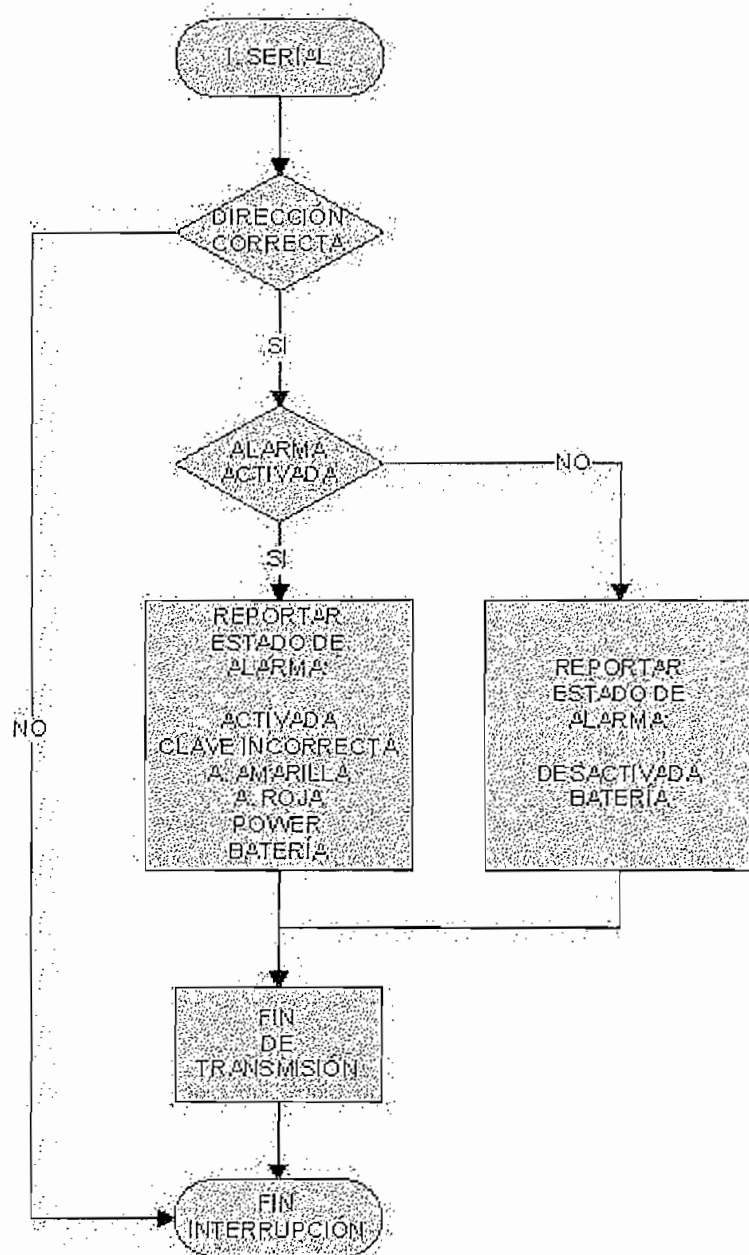 I. SERIAL
DIRECCIÓN
CORRECTA
SI
ALARMA
ACTIVADA
NO
SI
REPORTAR
ESTADO DE
ALARMA:
ACTIVADA
CLAVE INCORRECTA
A. AMARILLA
A. ROJA
POWER
BATERÍA
REPORTAR
ESTADO DE
ALARMA:
DESACTIVADA
BATERÍA
NO
FIN
DE
TRANSMISIÓN
FIN
INTERRUPCIÓN